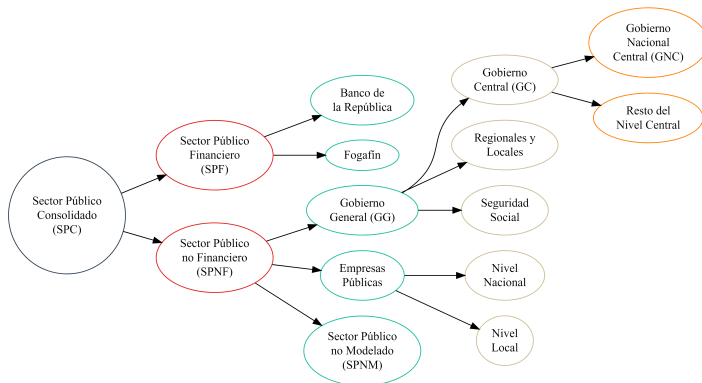 Sector Público
Consolidado
(SPC)
Sector Público
Financiero
(SPF)
Sector Público
no Financiero
(SPNF)
Banco de
la República
Fogafín
Gobierno
General (GG)
Empresas
Públicas
Sector Público
no Modelado
(SPNM)
Gobierno
Central (GC)
Regionales y
Locales
Seguridad
Social
Nivel
Nacional
Nivel
Local
Gobierno
Nacional
Central (GNC)
Resto del
Nivel Central